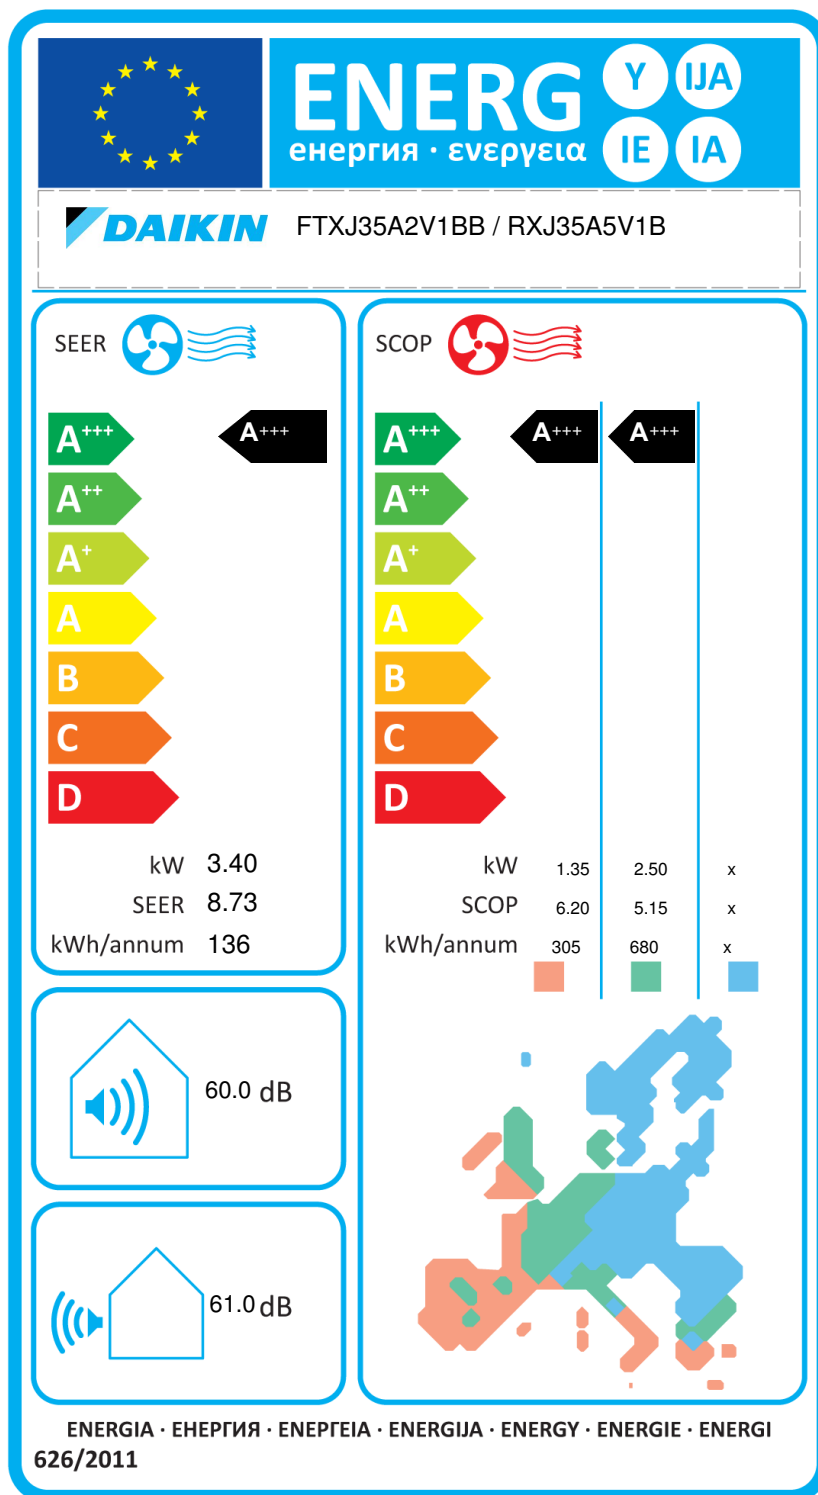 ENERG
енергия · ενεργεια
Y IJA
IE IA
DAIKIN FTXJ35A2V1BB / RXJ35A5V1B
SEER
A+++ A+++
A++
A+
A
B
C
D
kW 3.40
SEER 8.73
kWh/annum 136
SCOP
A+++ A+++ A+++
A++
A+
A
B
C
D
kW 1.35 2.50 x
SCOP 6.20 5.15 x
kWh/annum 305 680 x
60.0 dB
61.0 dB
ENERGIA · ЕНЕРГИЯ · ΕΝΕΡΓΕΙΑ · ENERGIJA · ENERGY · ENERGIE · ENERGI
626/2011